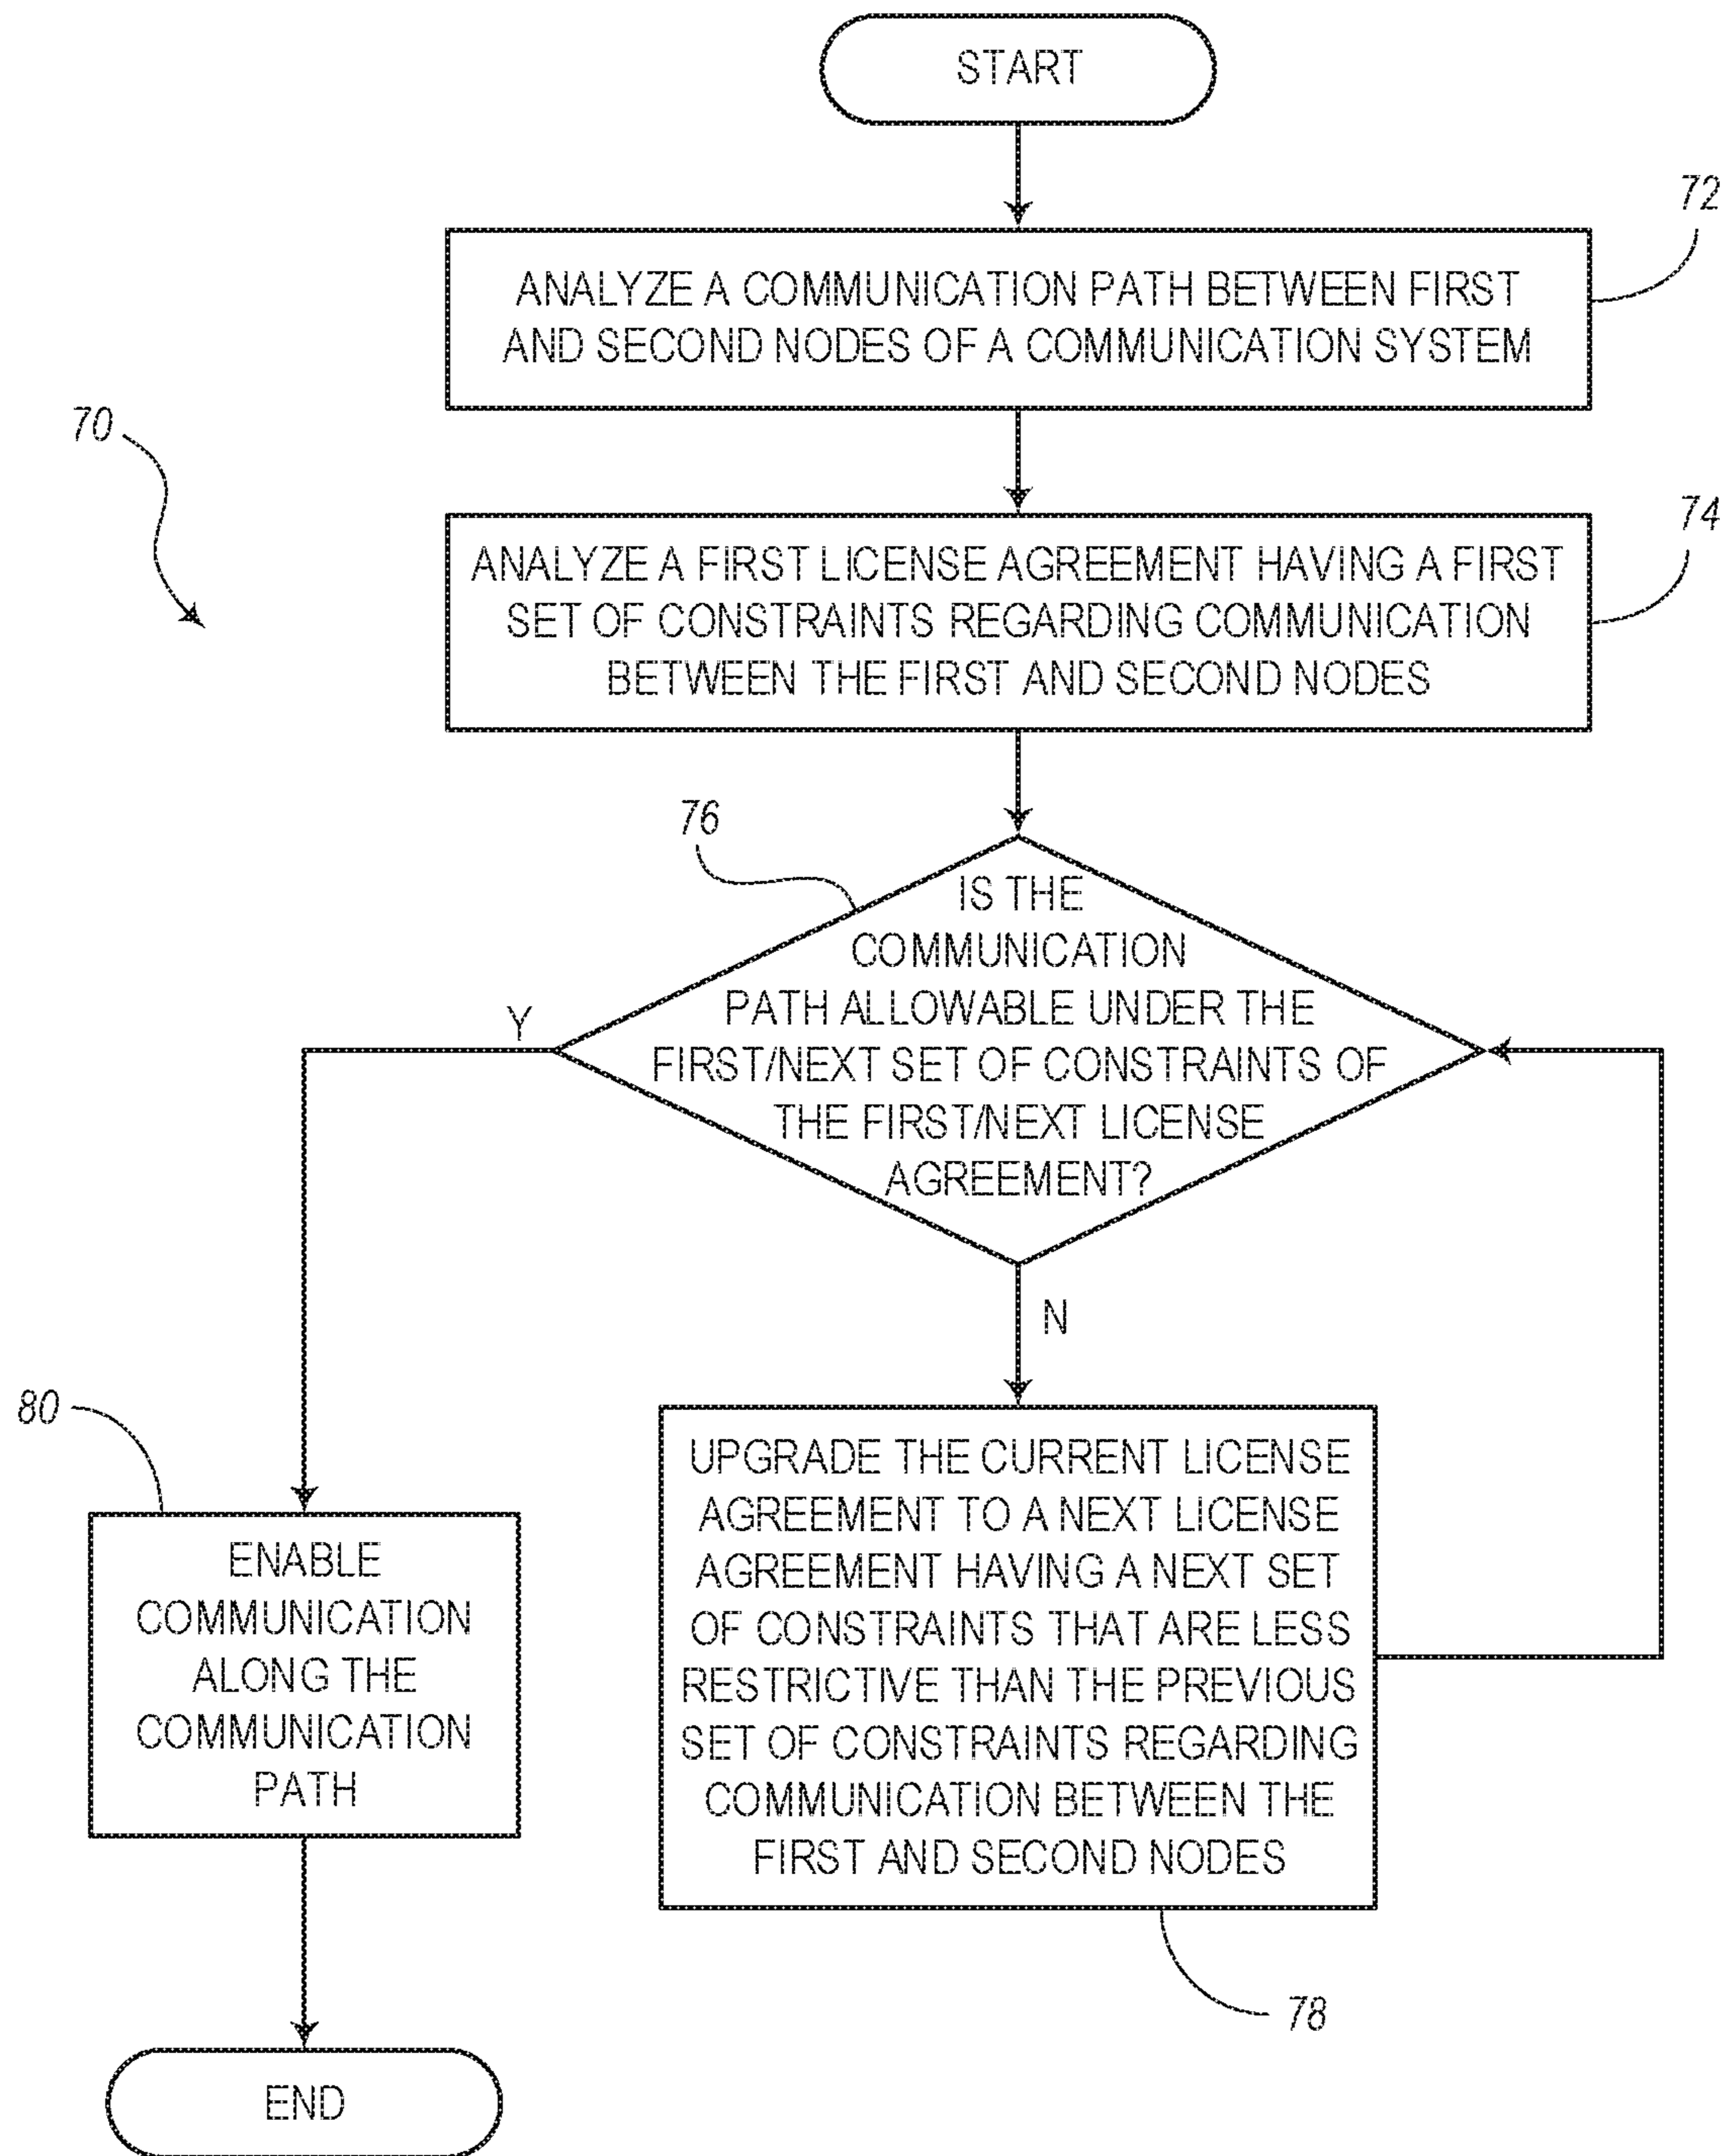 START
72
ANALYZE A COMMUNICATION PATH BETWEEN FIRST
AND SECOND NODES OF A COMMUNICATION SYSTEM
70
74
ANALYZE A FIRST LICENSE AGREEMENT HAVING A FIRST
SET OF CONSTRAINTS REGARDING COMMUNICATION
BETWEEN THE FIRST AND SECOND NODES
76
IS THE
COMMUNICATION
PATH ALLOWABLE UNDER THE
FIRST/NEXT SET OF CONSTRAINTS OF
THE FIRST/NEXT LICENSE
AGREEMENT?
Y
N
80
ENABLE
COMMUNICATION
ALONG THE
COMMUNICATION
PATH
UPGRADE THE CURRENT LICENSE
AGREEMENT TO A NEXT LICENSE
AGREEMENT HAVING A NEXT SET
OF CONSTRAINTS THAT ARE LESS
RESTRICTIVE THAN THE PREVIOUS
SET OF CONSTRAINTS REGARDING
COMMUNICATION BETWEEN THE
FIRST AND SECOND NODES
78
END